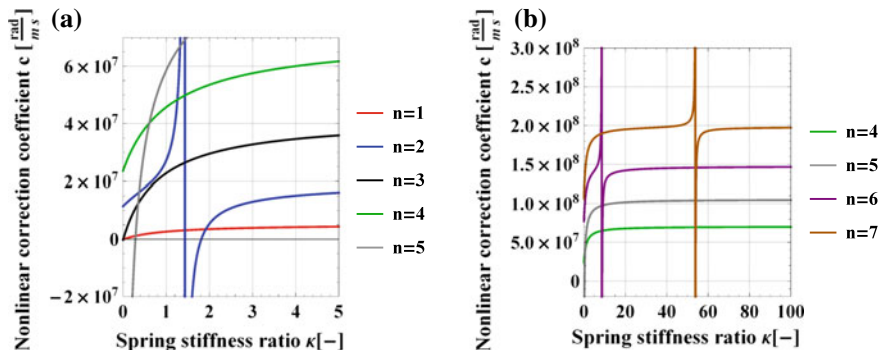 (a)
Nonlinear correction coefficient c [rad/m s]
6 × 10^7
4 × 10^7
2 × 10^7
0
−2 × 10^7
0 1 2 3 4 5
Spring stiffness ratio κ[−]
n=1
n=2
n=3
n=4
n=5
(b)
Nonlinear correction coefficient c [rad/m s]
3.0 × 10^8
2.5 × 10^8
2.0 × 10^8
1.5 × 10^8
1.0 × 10^8
5.0 × 10^7
0
0 20 40 60 80 100
Spring stiffness ratio κ[−]
n=4
n=5
n=6
n=7